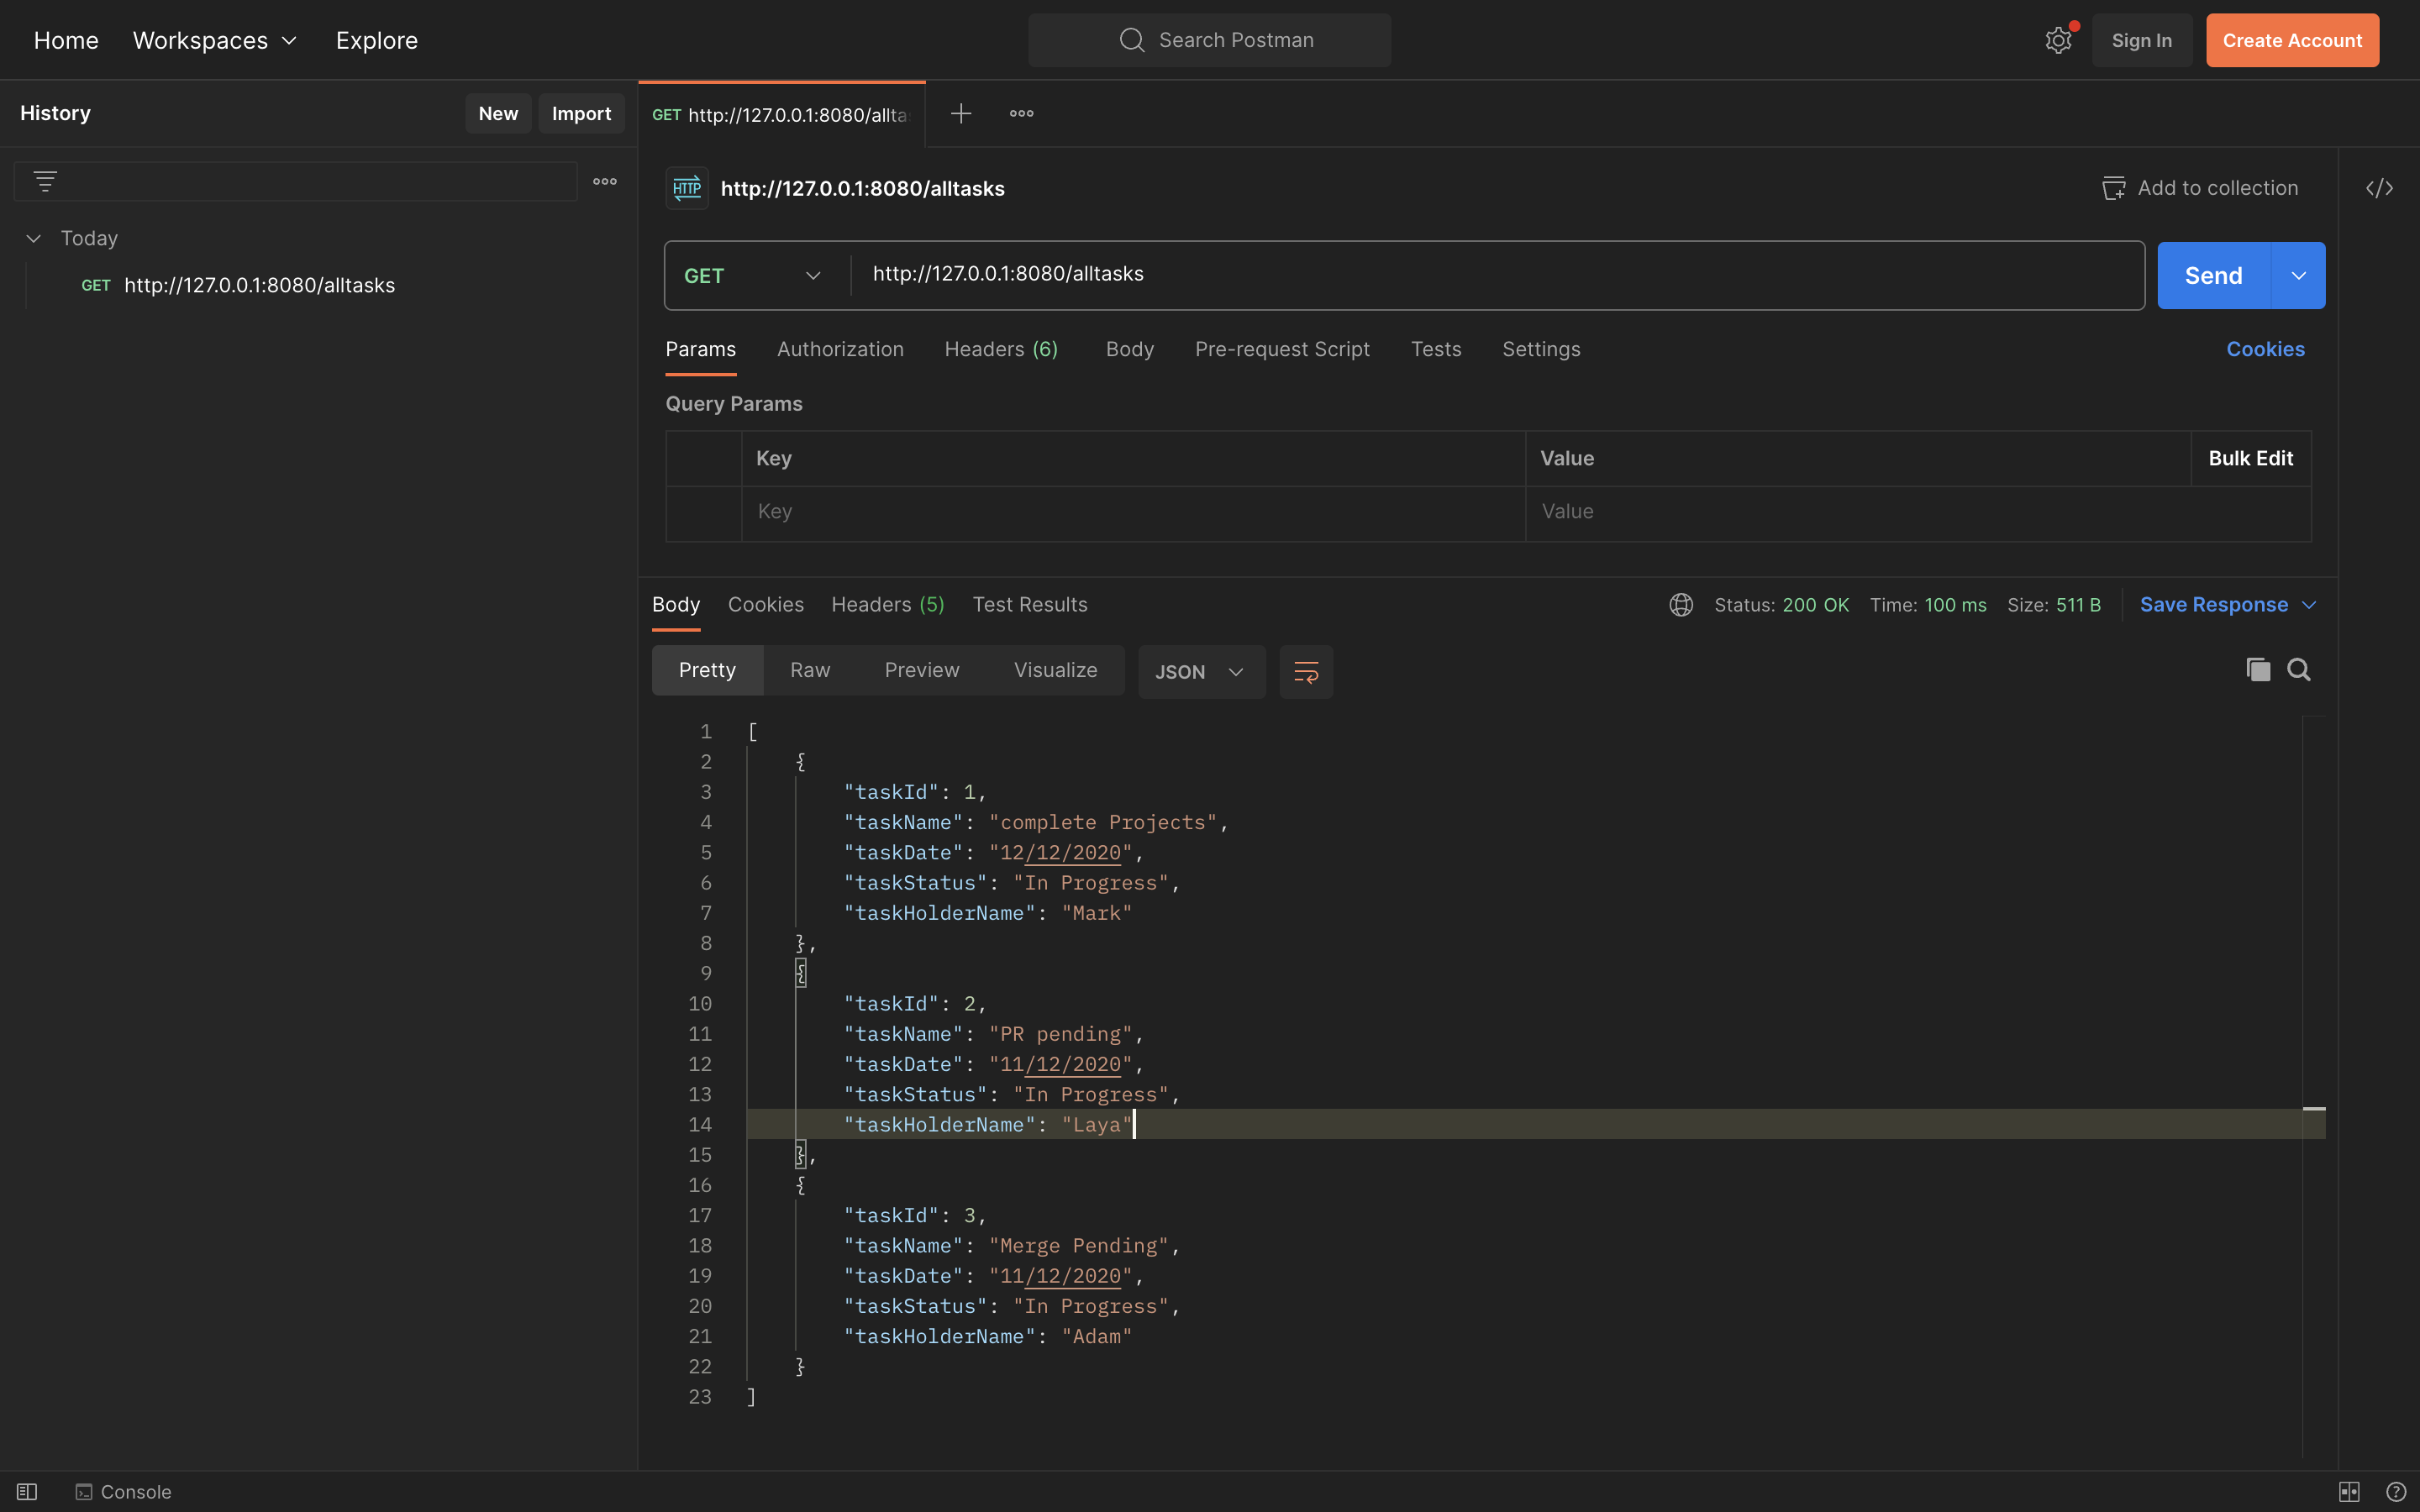 Home Workspaces Explore Search Postman Sign In Create Account
History New Import GET http://127.0.0.1:8080/allta
HTTP http://127.0.0.1:8080/alltasks Add to collection </>
Today
GET http://127.0.0.1:8080/alltasks
GET http://127.0.0.1:8080/alltasks Send
Params Authorization Headers (6) Body Pre-request Script Tests Settings Cookies
Query Params
Key Value Bulk Edit
Key Value
Body Cookies Headers (5) Test Results Status: 200 OK Time: 100 ms Size: 511 B Save Response
Pretty Raw Preview Visualize JSON
1 [
2 {
3 "taskId": 1,
4 "taskName": "complete Projects",
5 "taskDate": "12/12/2020",
6 "taskStatus": "In Progress",
7 "taskHolderName": "Mark"
8 },
9 {
10 "taskId": 2,
11 "taskName": "PR pending",
12 "taskDate": "11/12/2020",
13 "taskStatus": "In Progress",
14 "taskHolderName": "Laya"
15 },
16 {
17 "taskId": 3,
18 "taskName": "Merge Pending",
19 "taskDate": "11/12/2020",
20 "taskStatus": "In Progress",
21 "taskHolderName": "Adam"
22 }
23 ]
Console